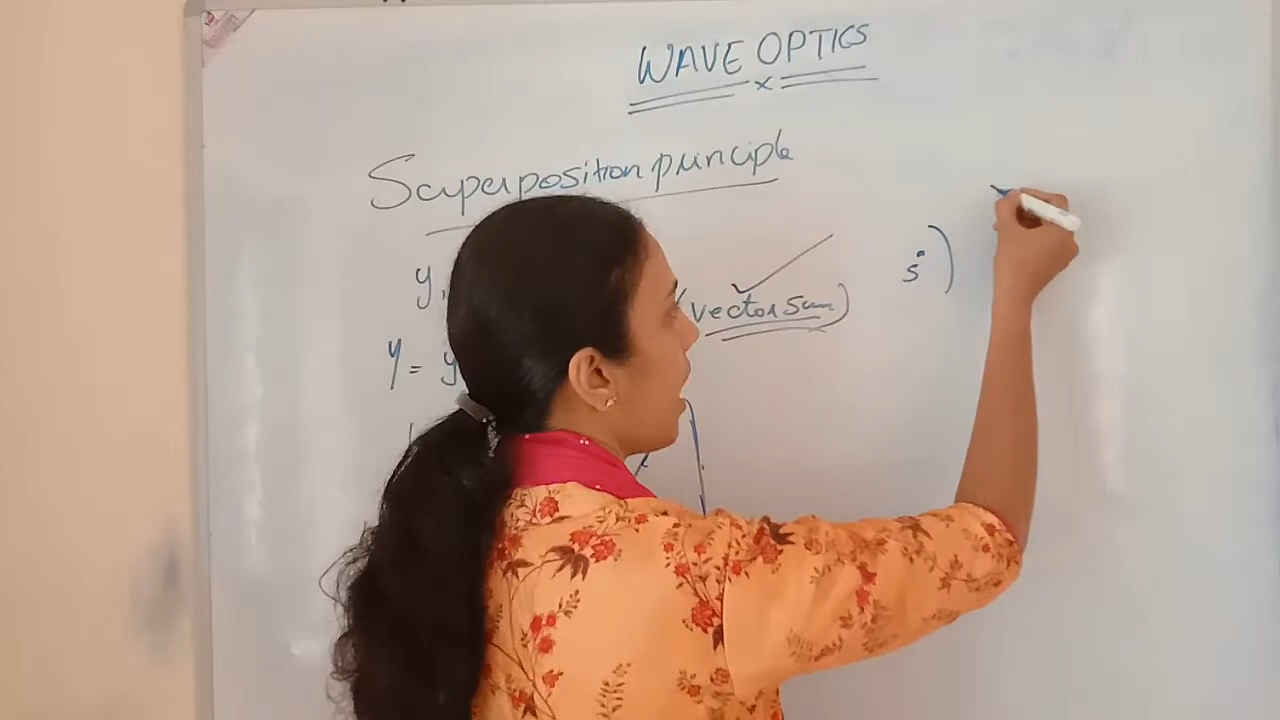 WAVE OPTICS
x
Superposition principle
y,
(vector sum)
s )
y = y